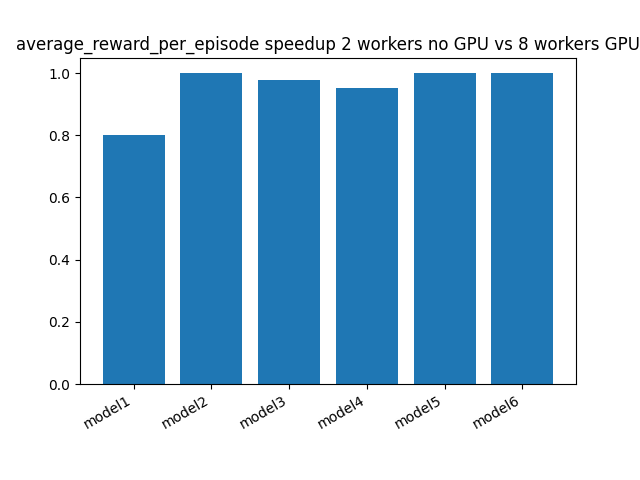 average_reward_per_episode speedup 2 workers no GPU vs 8 workers GPU
1.0
0.8
0.6
0.4
0.2
0.0
model1
model2
model3
model4
model5
model6